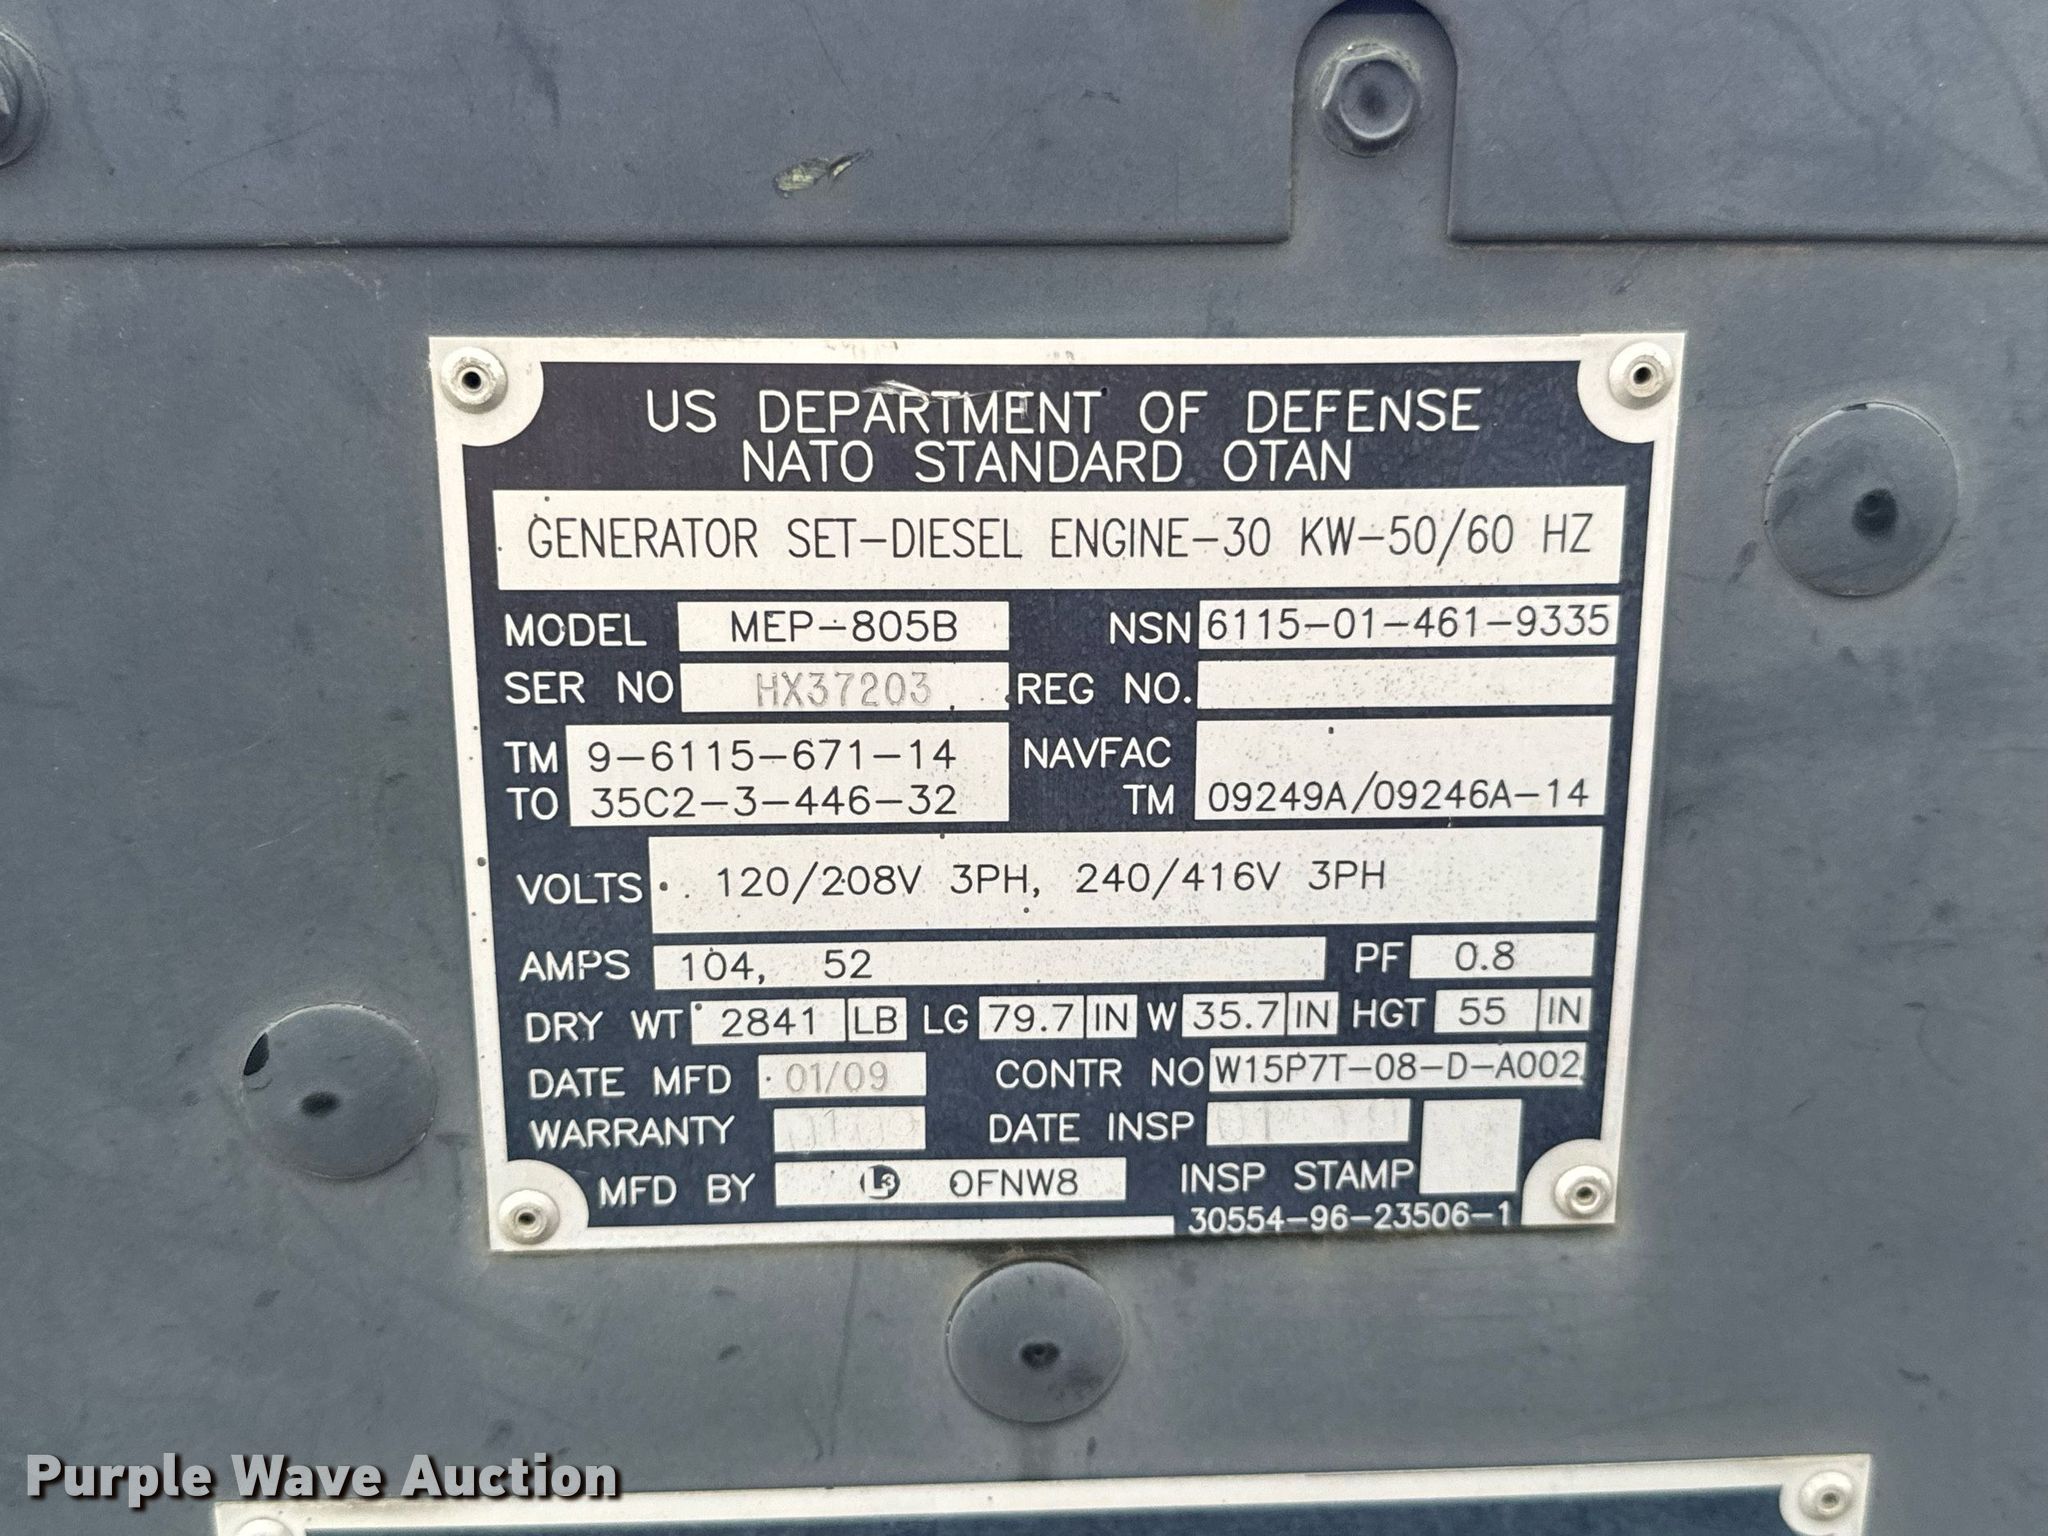 US DEPARTMENT OF DEFENSE
NATO STANDARD OTAN
GENERATOR SET-DIESEL ENGINE-30 KW-50/60 HZ
MODEL MEP-805B NSN 6115-01-461-9335
SER NO HX37203 REG NO.
TM 9-6115-671-14 NAVFAC
TO 35C2-3-446-32 TM 09249A/09246A-14
VOLTS 120/208V 3PH, 240/416V 3PH
AMPS 104, 52 PF 0.8
DRY WT 2841 LB LG 79.7 IN W 35.7 IN HGT 55 IN
DATE MFD 01/09 CONTR NO W15P7T-08-D-A002
WARRANTY DATE INSP
MFD BY L3 0FNW8 INSP STAMP
30554-96-23506-1
Purple Wave Auction